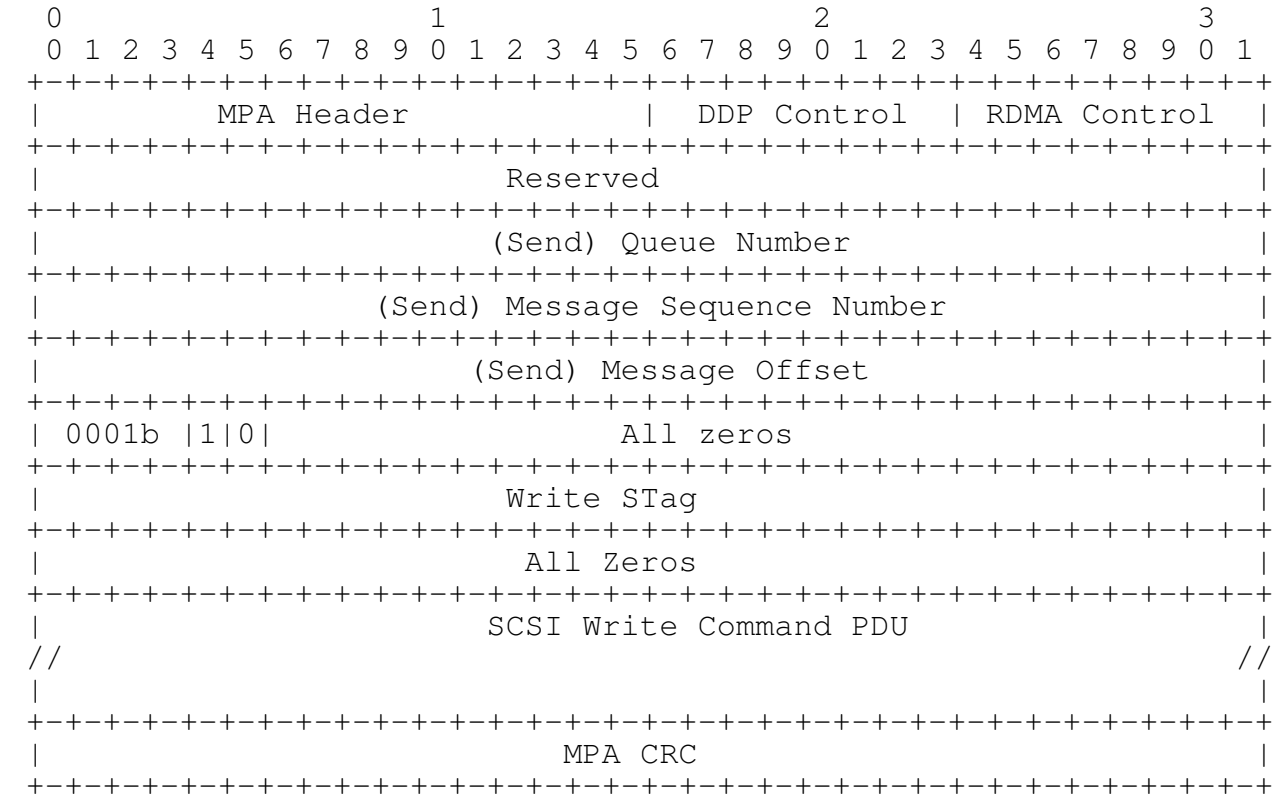 0                   1                   2                   3
 0 1 2 3 4 5 6 7 8 9 0 1 2 3 4 5 6 7 8 9 0 1 2 3 4 5 6 7 8 9 0 1
+-+-+-+-+-+-+-+-+-+-+-+-+-+-+-+-+-+-+-+-+-+-+-+-+-+-+-+-+-+-+-+-+
|         MPA Header            |  DDP Control  | RDMA Control  |
+-+-+-+-+-+-+-+-+-+-+-+-+-+-+-+-+-+-+-+-+-+-+-+-+-+-+-+-+-+-+-+-+
|                        Reserved                               |
+-+-+-+-+-+-+-+-+-+-+-+-+-+-+-+-+-+-+-+-+-+-+-+-+-+-+-+-+-+-+-+-+
|                       (Send) Queue Number                     |
+-+-+-+-+-+-+-+-+-+-+-+-+-+-+-+-+-+-+-+-+-+-+-+-+-+-+-+-+-+-+-+-+
|                 (Send) Message Sequence Number                |
+-+-+-+-+-+-+-+-+-+-+-+-+-+-+-+-+-+-+-+-+-+-+-+-+-+-+-+-+-+-+-+-+
|                      (Send) Message Offset                    |
+-+-+-+-+-+-+-+-+-+-+-+-+-+-+-+-+-+-+-+-+-+-+-+-+-+-+-+-+-+-+-+-+
| 0001b |1|0|                  All zeros                        |
+-+-+-+-+-+-+-+-+-+-+-+-+-+-+-+-+-+-+-+-+-+-+-+-+-+-+-+-+-+-+-+-+
|                        Write STag                             |
+-+-+-+-+-+-+-+-+-+-+-+-+-+-+-+-+-+-+-+-+-+-+-+-+-+-+-+-+-+-+-+-+
|                         All Zeros                             |
+-+-+-+-+-+-+-+-+-+-+-+-+-+-+-+-+-+-+-+-+-+-+-+-+-+-+-+-+-+-+-+-+
|                       SCSI Write Command PDU                  |
//                                                             //
|                                                               |
+-+-+-+-+-+-+-+-+-+-+-+-+-+-+-+-+-+-+-+-+-+-+-+-+-+-+-+-+-+-+-+-+
|                           MPA CRC                             |
+-+-+-+-+-+-+-+-+-+-+-+-+-+-+-+-+-+-+-+-+-+-+-+-+-+-+-+-+-+-+-+-+